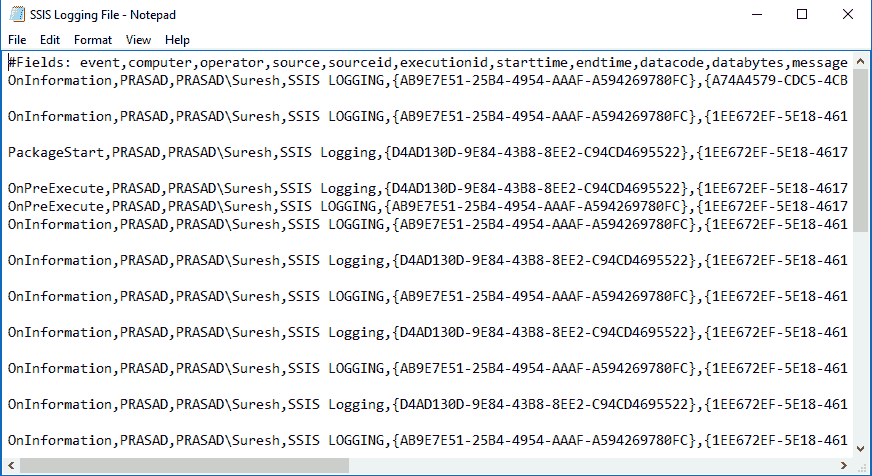 SSIS Logging File - Notepad
File Edit Format View Help
#Fields: event,computer,operator,source,sourceid,executionid,starttime,endtime,datacode,databytes,message
OnInformation,PRASAD,PRASAD\Suresh,SSIS LOGGING,{AB9E7E51-25B4-4954-AAAF-A594269780FC},{A74A4579-CDC5-4CB
OnInformation,PRASAD,PRASAD\Suresh,SSIS LOGGING,{AB9E7E51-25B4-4954-AAAF-A594269780FC},{1EE672EF-5E18-461
PackageStart,PRASAD,PRASAD\Suresh,SSIS Logging,{D4AD130D-9E84-43B8-8EE2-C94CD4695522},{1EE672EF-5E18-4617
OnPreExecute,PRASAD,PRASAD\Suresh,SSIS Logging,{D4AD130D-9E84-43B8-8EE2-C94CD4695522},{1EE672EF-5E18-4617
OnPreExecute,PRASAD,PRASAD\Suresh,SSIS LOGGING,{AB9E7E51-25B4-4954-AAAF-A594269780FC},{1EE672EF-5E18-4617
OnInformation,PRASAD,PRASAD\Suresh,SSIS LOGGING,{AB9E7E51-25B4-4954-AAAF-A594269780FC},{1EE672EF-5E18-461
OnInformation,PRASAD,PRASAD\Suresh,SSIS Logging,{D4AD130D-9E84-43B8-8EE2-C94CD4695522},{1EE672EF-5E18-461
OnInformation,PRASAD,PRASAD\Suresh,SSIS LOGGING,{AB9E7E51-25B4-4954-AAAF-A594269780FC},{1EE672EF-5E18-461
OnInformation,PRASAD,PRASAD\Suresh,SSIS Logging,{D4AD130D-9E84-43B8-8EE2-C94CD4695522},{1EE672EF-5E18-461
OnInformation,PRASAD,PRASAD\Suresh,SSIS LOGGING,{AB9E7E51-25B4-4954-AAAF-A594269780FC},{1EE672EF-5E18-461
OnInformation,PRASAD,PRASAD\Suresh,SSIS Logging,{D4AD130D-9E84-43B8-8EE2-C94CD4695522},{1EE672EF-5E18-461
OnInformation,PRASAD,PRASAD\Suresh,SSIS LOGGING,{AB9E7E51-25B4-4954-AAAF-A594269780FC},{1EE672EF-5E18-461